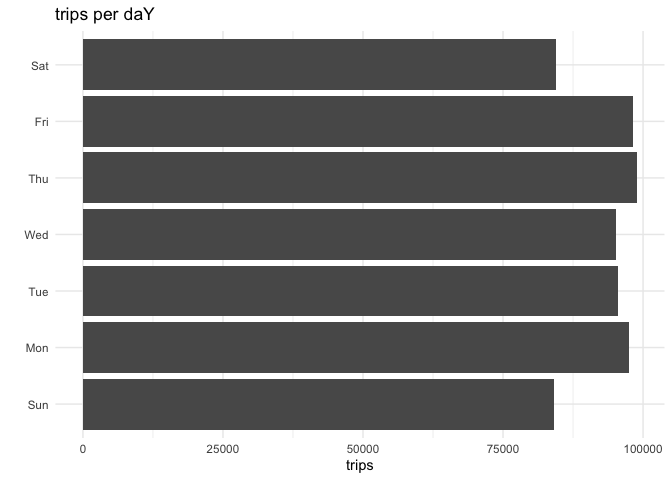 trips per daY
Sat
Fri
Thu
Wed
Tue
Mon
Sun
0 25000 50000 75000 100000
trips